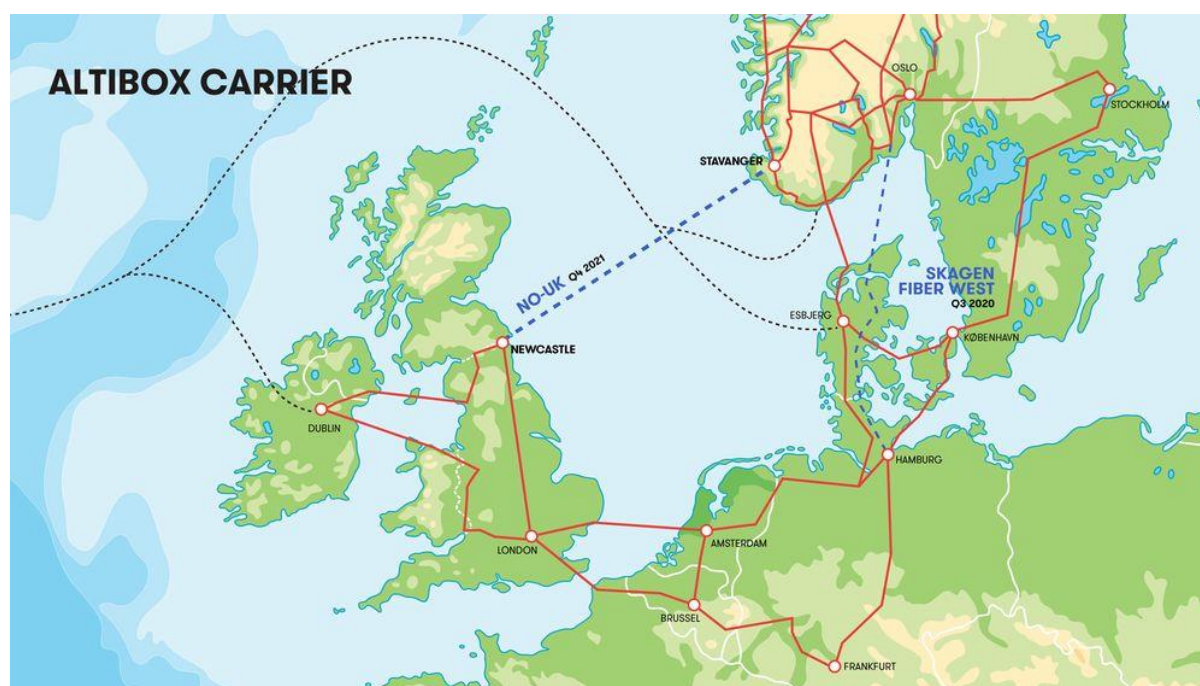 ALTIBOX CARRIER
OSLO
STOCKHOLM
STAVANGER
SKAGEN
FIBER WEST
Q3 2020
NO-UK Q4 2021
ESBJERG
KØBENHAVN
NEWCASTLE
DUBLIN
HAMBURG
LONDON
AMSTERDAM
BRUSSEL
FRANKFURT